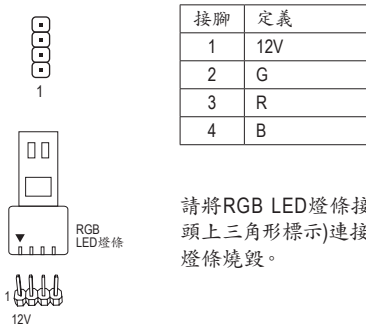 接腳 定義
1 12V
2 G
3 R
4 B
1
RGB
LED燈條
1
12V
請將RGB LED燈條接
頭上三角形標示)連接
燈條燒毀。